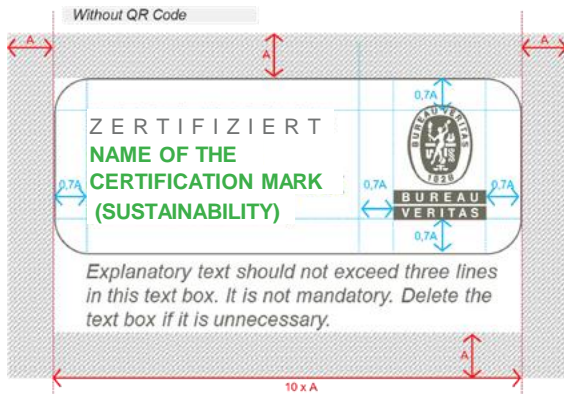 Without QR Code
A
A
A
0,7A
BUREAU VERITAS
1828
ZERTIFIZIERT
NAME OF THE
CERTIFICATION MARK
(SUSTAINABILITY)
0,7A
0,7A
0,7A
BUREAU
VERITAS
0,7A
Explanatory text should not exceed three lines
in this text box. It is not mandatory. Delete the
text box if it is unnecessary.
A
10 x A